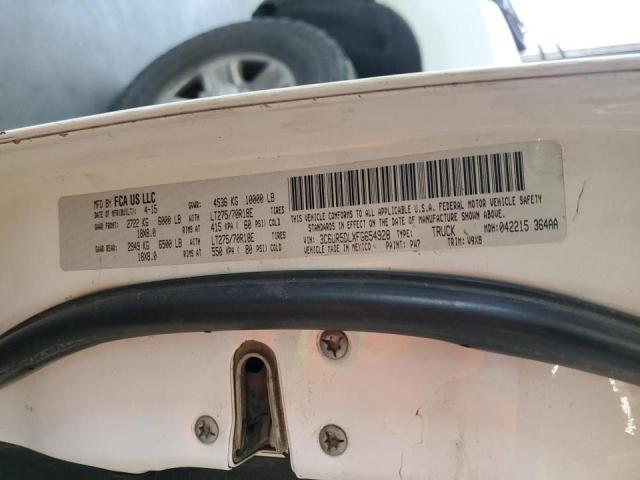 MFD BY FCA US LLC
DATE OF MFR(BUILT): 4-15 GVWR: 4536 KG 10000 LB
GAWR FRONT: 2722 KG 6000 LB LT275/70R18E TIRES
18X8.0 RIMS AT 415 KPA ( 60 PSI) COLD
GAWR REAR: 2949 KG 6500 LB LT275/70R18E TIRES
18X8.0 RIMS AT 550 KPA ( 80 PSI) COLD
THIS VEHICLE CONFORMS TO ALL APPLICABLE U.S.A. FEDERAL MOTOR VEHICLE SAFETY
STANDARDS IN EFFECT ON THE DATE OF MANUFACTURE SHOWN ABOVE.
VIN: 3C6UR5DLXFG654928 TYPE: TRUCK MDH: 042215 364AA
VEHICLE MADE IN MEXICO PAINT: PW7 TRIM: V9X8